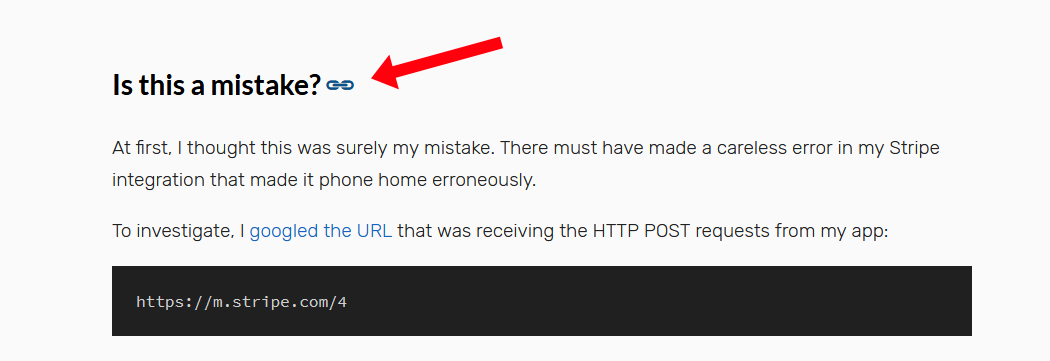 Is this a mistake?
At first, I thought this was surely my mistake. There must have made a careless error in my Stripe
integration that made it phone home erroneously.
To investigate, I googled the URL that was receiving the HTTP POST requests from my app:
https://m.stripe.com/4